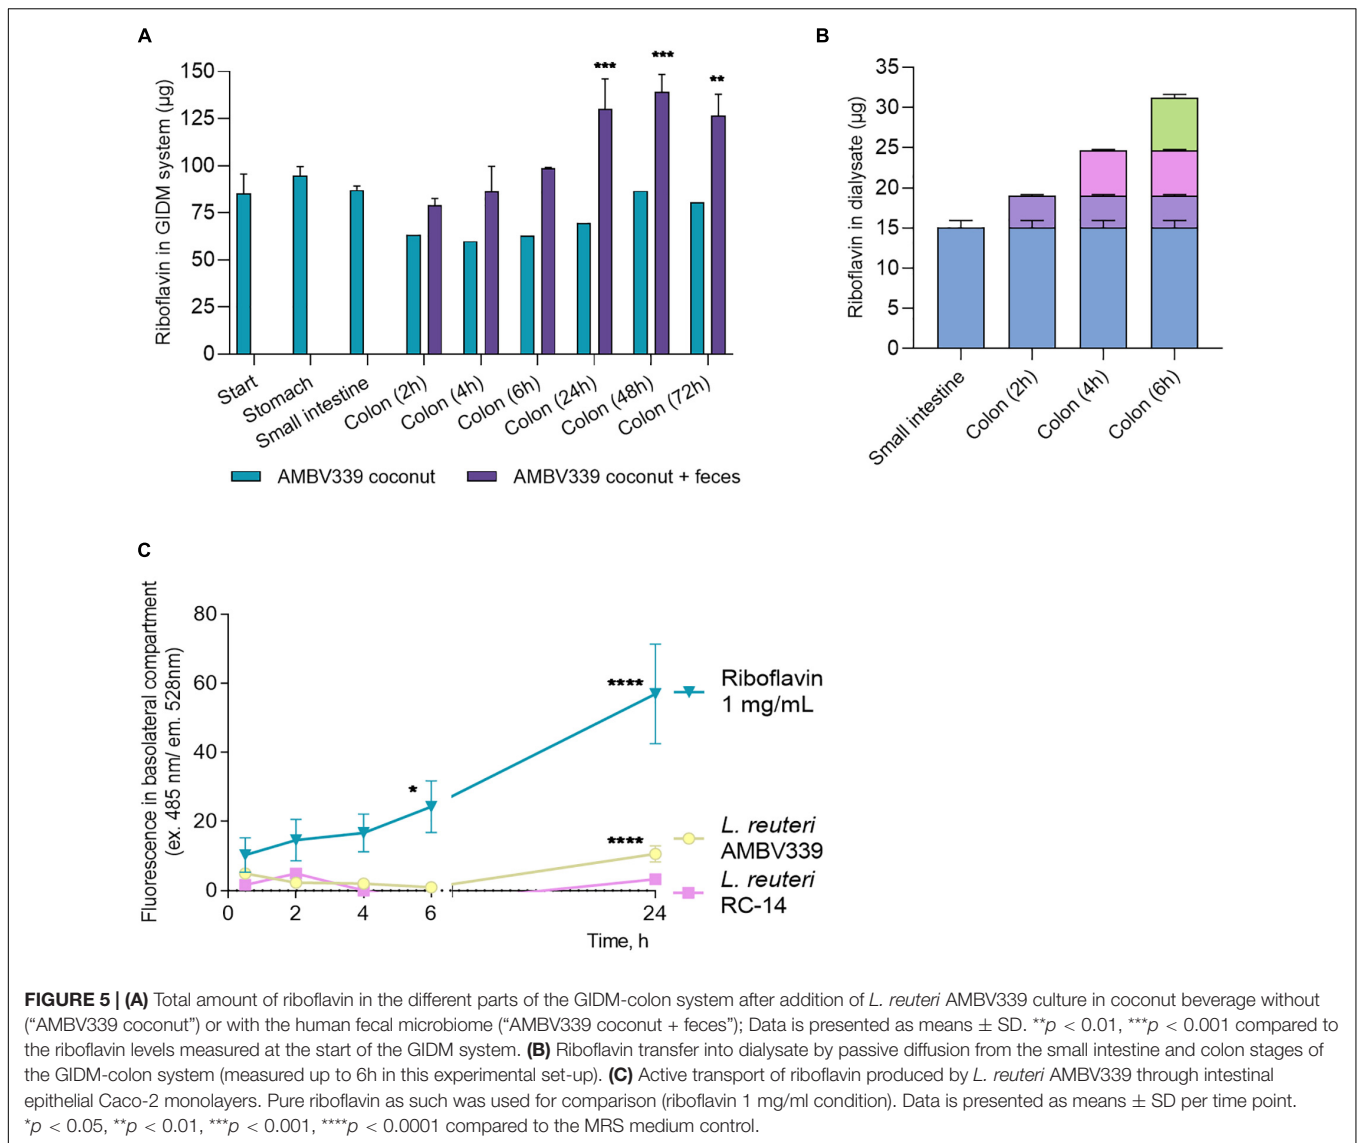 A
Riboflavin in GIDM system (µg)
150
125
100
75
50
25
0
***
***
**
Start
Stomach
Small intestine
Colon (2h)
Colon (4h)
Colon (6h)
Colon (24h)
Colon (48h)
Colon (72h)
AMBV339 coconut
AMBV339 coconut + feces
B
Riboflavin in dialysate (µg)
35
30
25
20
15
10
5
0
Small intestine
Colon (2h)
Colon (4h)
Colon (6h)
C
Fluorescence in basolateral compartment
(ex. 485 nm/ em. 528nm)
80
60
40
20
0
*
****
****
0
2
4
6
24
Time, h
Riboflavin
1 mg/mL
L. reuteri
AMBV339
L. reuteri
RC-14
FIGURE 5 | (A) Total amount of riboflavin in the different parts of the GIDM-colon system after addition of L. reuteri AMBV339 culture in coconut beverage without
("AMBV339 coconut") or with the human fecal microbiome ("AMBV339 coconut + feces"); Data is presented as means ± SD. **p < 0.01, ***p < 0.001 compared to
the riboflavin levels measured at the start of the GIDM system. (B) Riboflavin transfer into dialysate by passive diffusion from the small intestine and colon stages of
the GIDM-colon system (measured up to 6h in this experimental set-up). (C) Active transport of riboflavin produced by L. reuteri AMBV339 through intestinal
epithelial Caco-2 monolayers. Pure riboflavin as such was used for comparison (riboflavin 1 mg/ml condition). Data is presented as means ± SD per time point.
*p < 0.05, **p < 0.01, ***p < 0.001, ****p < 0.0001 compared to the MRS medium control.